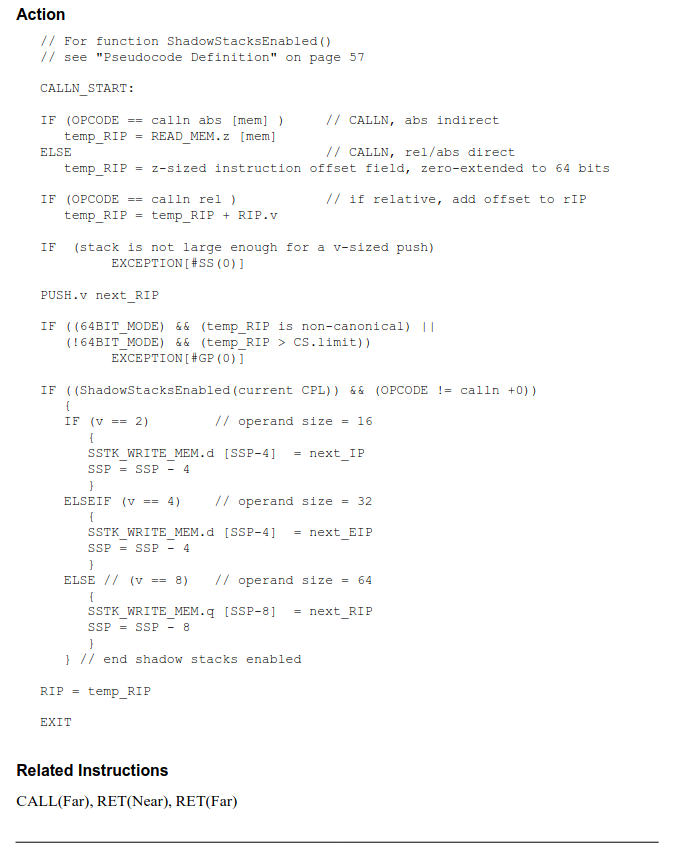 Action
// For function ShadowStacksEnabled()
// see "Pseudocode Definition" on page 57
CALLN_START:
IF (OPCODE == calln abs [mem] ) // CALLN, abs indirect
temp_RIP = READ_MEM.z [mem]
ELSE // CALLN, rel/abs direct
temp_RIP = z-sized instruction offset field, zero-extended to 64 bits
IF (OPCODE == calln rel ) // if relative, add offset to rIP
temp_RIP = temp_RIP + RIP.v
IF (stack is not large enough for a v-sized push)
EXCEPTION[#SS(0)]
PUSH.v next_RIP
IF ((64BIT_MODE) && (temp_RIP is non-canonical) ||
(!64BIT_MODE) && (temp_RIP > CS.limit))
EXCEPTION[#GP(0)]
IF ((ShadowStacksEnabled(current CPL)) && (OPCODE != calln +0))
{
IF (v == 2) // operand size = 16
{
SSTK_WRITE_MEM.d [SSP-4] = next_IP
SSP = SSP - 4
}
ELSEIF (v == 4) // operand size = 32
{
SSTK_WRITE_MEM.d [SSP-4] = next_EIP
SSP = SSP - 4
}
ELSE // (v == 8) // operand size = 64
{
SSTK_WRITE_MEM.q [SSP-8] = next_RIP
SSP = SSP - 8
}
} // end shadow stacks enabled
RIP = temp_RIP
EXIT
Related Instructions
CALL(Far), RET(Near), RET(Far)